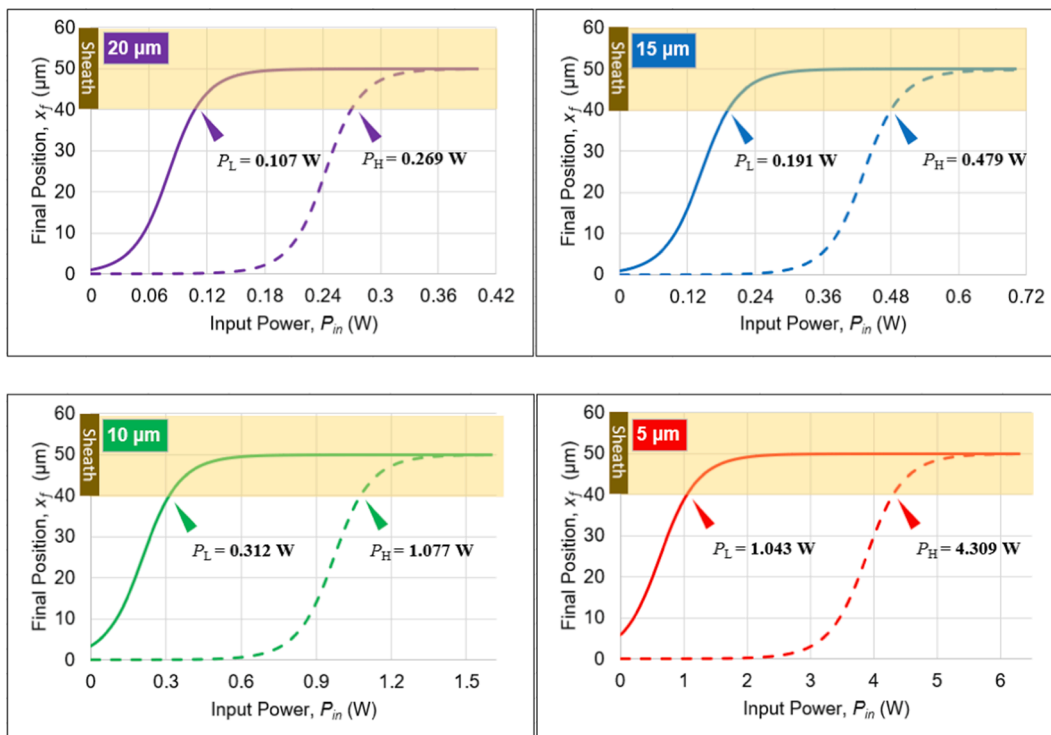 60
50
40
30
20
10
0
Sheath
20 µm
P_L = 0.107 W
P_H = 0.269 W
0 0.06 0.12 0.18 0.24 0.3 0.36 0.42
Final Position, x_f (µm)
Input Power, P_in (W)
60
50
40
30
20
10
0
Sheath
15 µm
P_L = 0.191 W
P_H = 0.479 W
0 0.12 0.24 0.36 0.48 0.6 0.72
Final Position, x_f (µm)
Input Power, P_in (W)
60
50
40
30
20
10
0
Sheath
10 µm
P_L = 0.312 W
P_H = 1.077 W
0 0.3 0.6 0.9 1.2 1.5
Final Position, x_f (µm)
Input Power, P_in (W)
60
50
40
30
20
10
0
Sheath
5 µm
P_L = 1.043 W
P_H = 4.309 W
0 1 2 3 4 5 6
Final Position, x_f (µm)
Input Power, P_in (W)